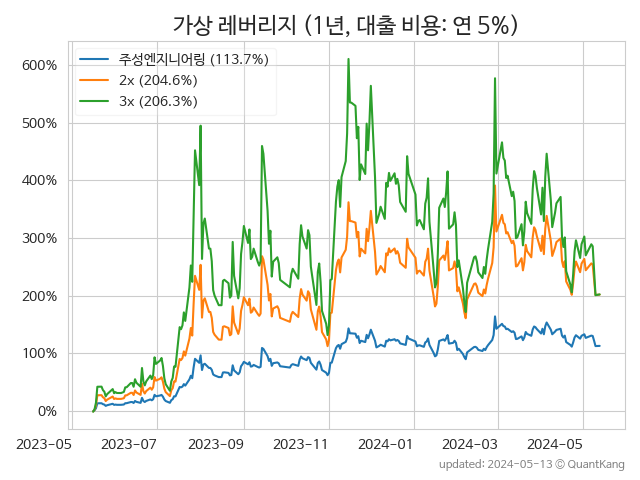 가상 레버리지 (1년, 대출 비용: 연 5%)
주성엔지니어링 (113.7%)
2x (204.6%)
3x (206.3%)
600%
500%
400%
300%
200%
100%
0%
2023-05 2023-07 2023-09 2023-11 2024-01 2024-03 2024-05
updated: 2024-05-13 ⓒ QuantKang